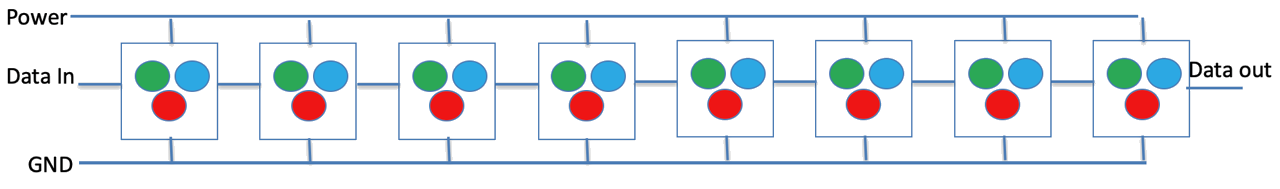 Power
Data In
Data out
GND